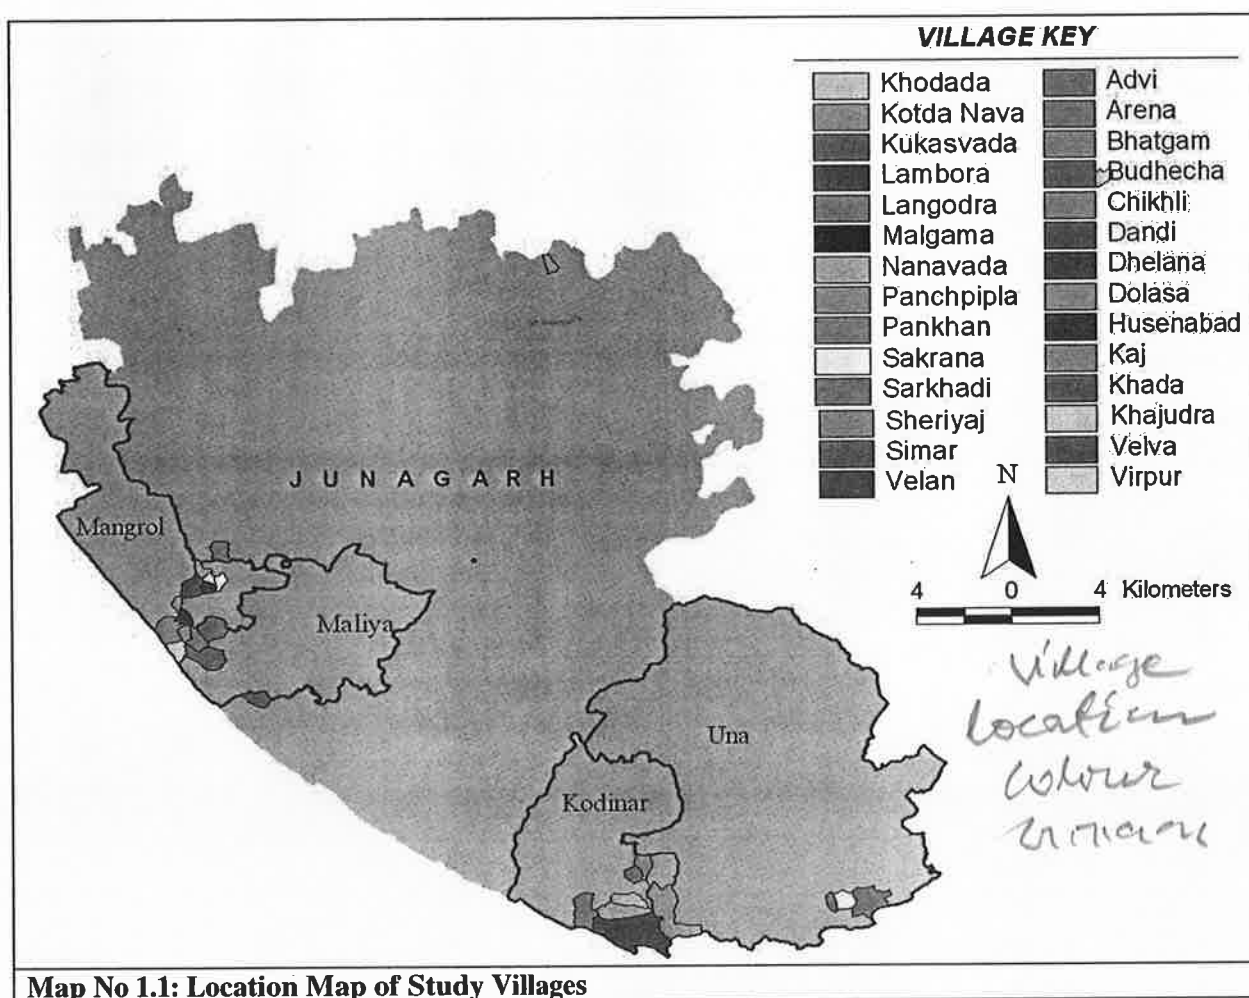 VILLAGE KEY
Khodada
Kotda Nava
Kukasvada
Lambora
Langodra
Malgama
Nanavada
Panchpipla
Pankhan
Sakrana
Sarkhadi
Sheriyaj
Simar
Velan
Advi
Arena
Bhatgam
Budhecha
Chikhli
Dandi
Dhelana
Dolasa
Husenabad
Kaj
Khada
Khajudra
Velva
Virpur
N
4 0 4 Kilometers
JUNAGARH
Mangrol
Maliya
Una
Kodinar
Village
Location
colour
Map No 1.1: Location Map of Study Villages